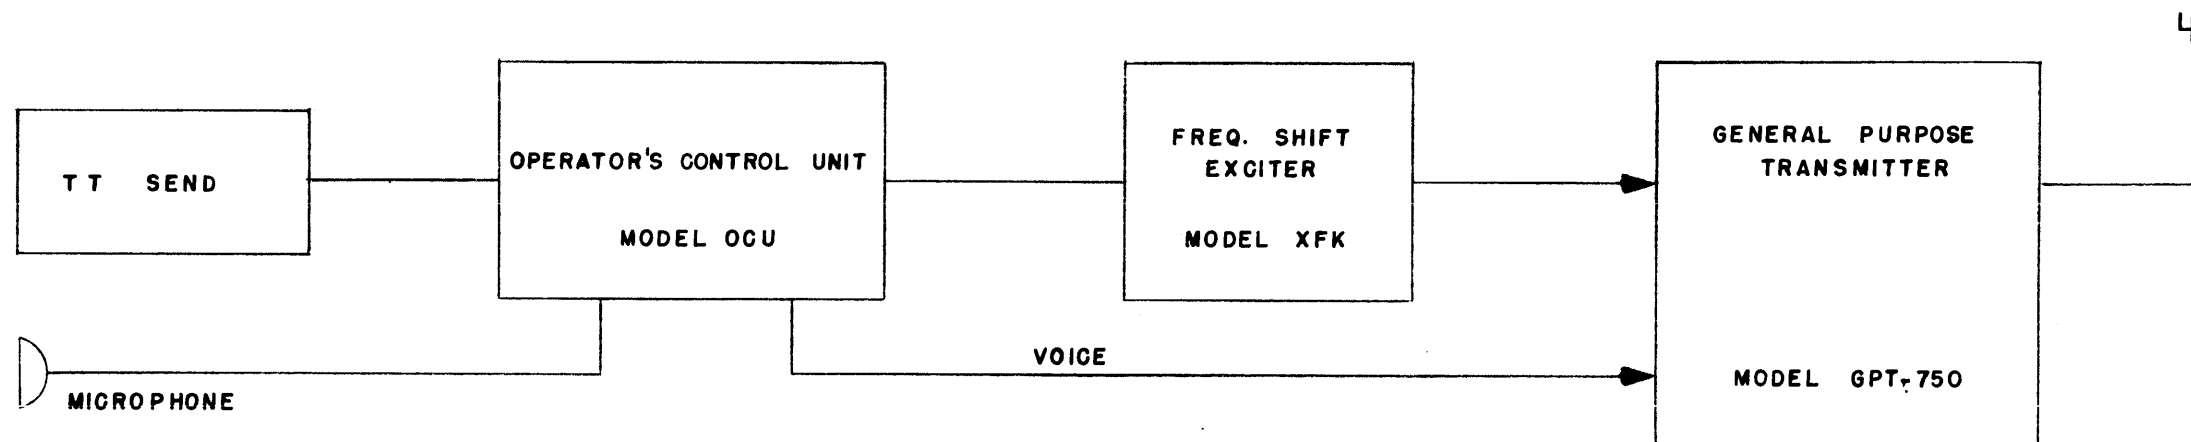 TT SEND
OPERATOR'S CONTROL UNIT
MODEL OCU
FREQ. SHIFT
EXCITER
MODEL XFK
GENERAL PURPOSE
TRANSMITTER
MODEL GPT-750
VOICE
MICROPHONE